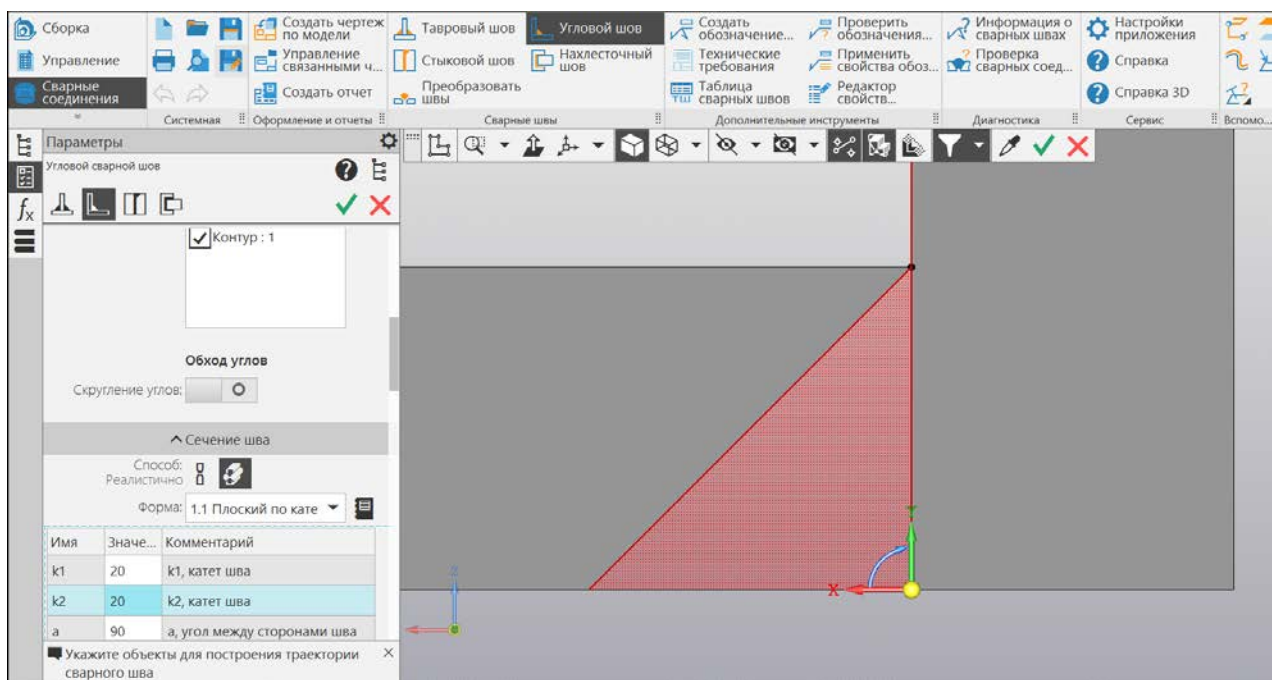 Сборка
Управление
Сварные
соединения
Системная
Создать чертеж
по модели
Управление
связанными ч...
Создать отчет
Оформление и отчеты
Тавровый шов
Угловой шов
Стыковой шов
Нахлесточный
шов
Преобразовать
швы
Сварные швы
Создать
обозначение...
Проверить
обозначения...
Технические
требования
Применить
свойства обоз...
Таблица
сварных швов
Редактор
свойств...
Дополнительные инструменты
Информация о
сварных швах
Проверка
сварных соед...
Диагностика
Настройки
приложения
Справка
Справка 3D
Сервис
Вспомо...
Параметры
Угловой сварной шов
Контур : 1
Обход углов
Скругление углов:
Сечение шва
Способ:
Реалистично
Форма: 1.1 Плоский по кате
Имя Значе... Комментарий
k1 20 k1, катет шва
k2 20 k2, катет шва
a 90 a, угол между сторонами шва
Укажите объекты для построения траектории
сварного шва
Y
X
Z